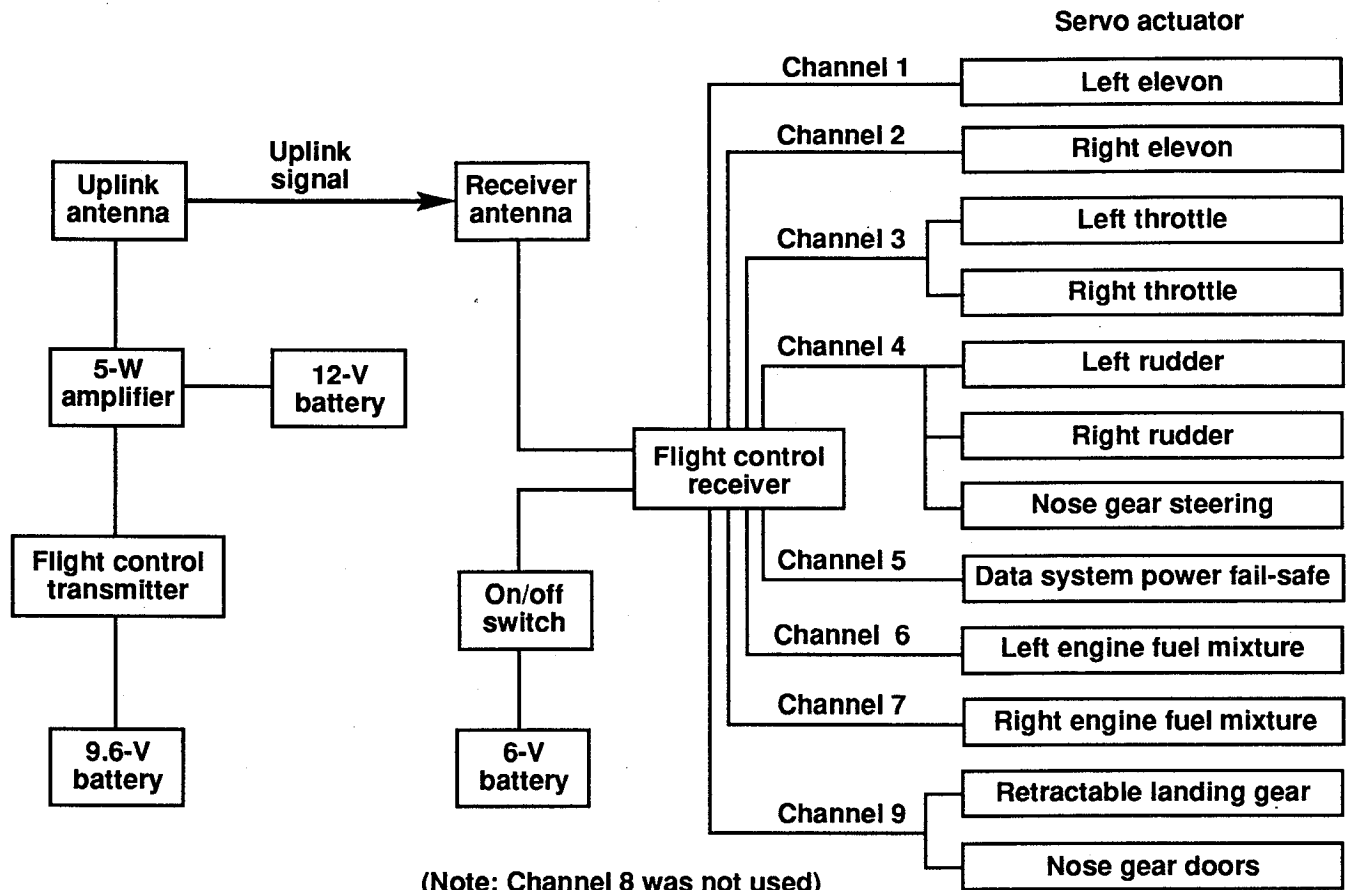 Servo actuator
Channel 1
Left elevon
Channel 2
Right elevon
Uplink
signal
Uplink
antenna
Receiver
antenna
Left throttle
Channel 3
Right throttle
Channel 4
Left rudder
5-W
amplifier
12-V
battery
Right rudder
Flight control
receiver
Nose gear steering
Flight control
transmitter
Channel 5
Data system power fail-safe
On/off
switch
Channel 6
Left engine fuel mixture
Channel 7
Right engine fuel mixture
9.6-V
battery
6-V
battery
Retractable landing gear
Channel 9
Nose gear doors
(Note: Channel 8 was not used)